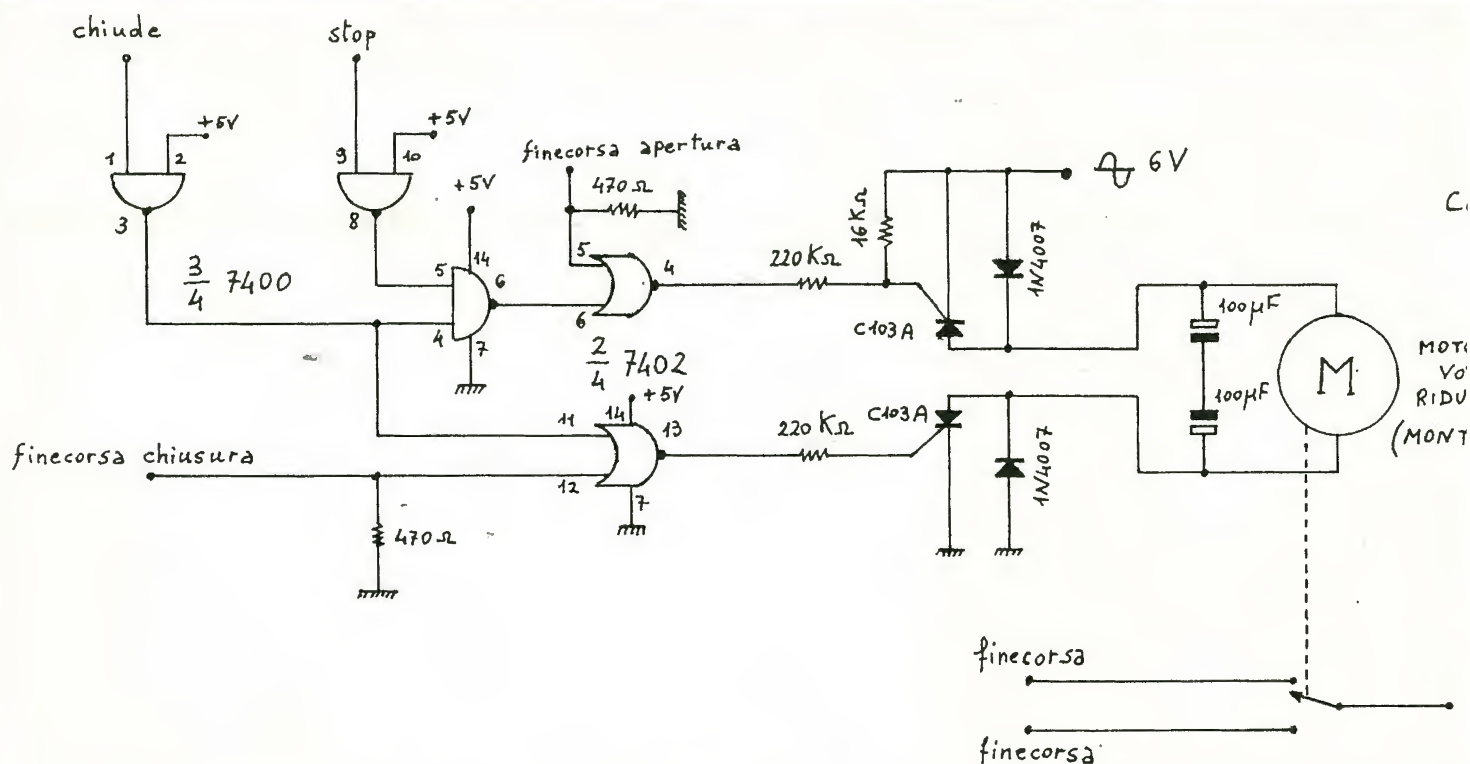 chiude
stop
+5V
+5V
1
2
9
10
3
8
finecorsa apertura
470Ω
+5V
14
5
6
4
7
5
6
4
3/4 7400
2/4 7402
220KΩ
16KΩ
6V
1N4007
C103A
100µF
100µF
M
+5V
14
11
12
13
7
220KΩ
C103A
1N4007
finecorsa chiusura
470Ω
finecorsa
finecorsa